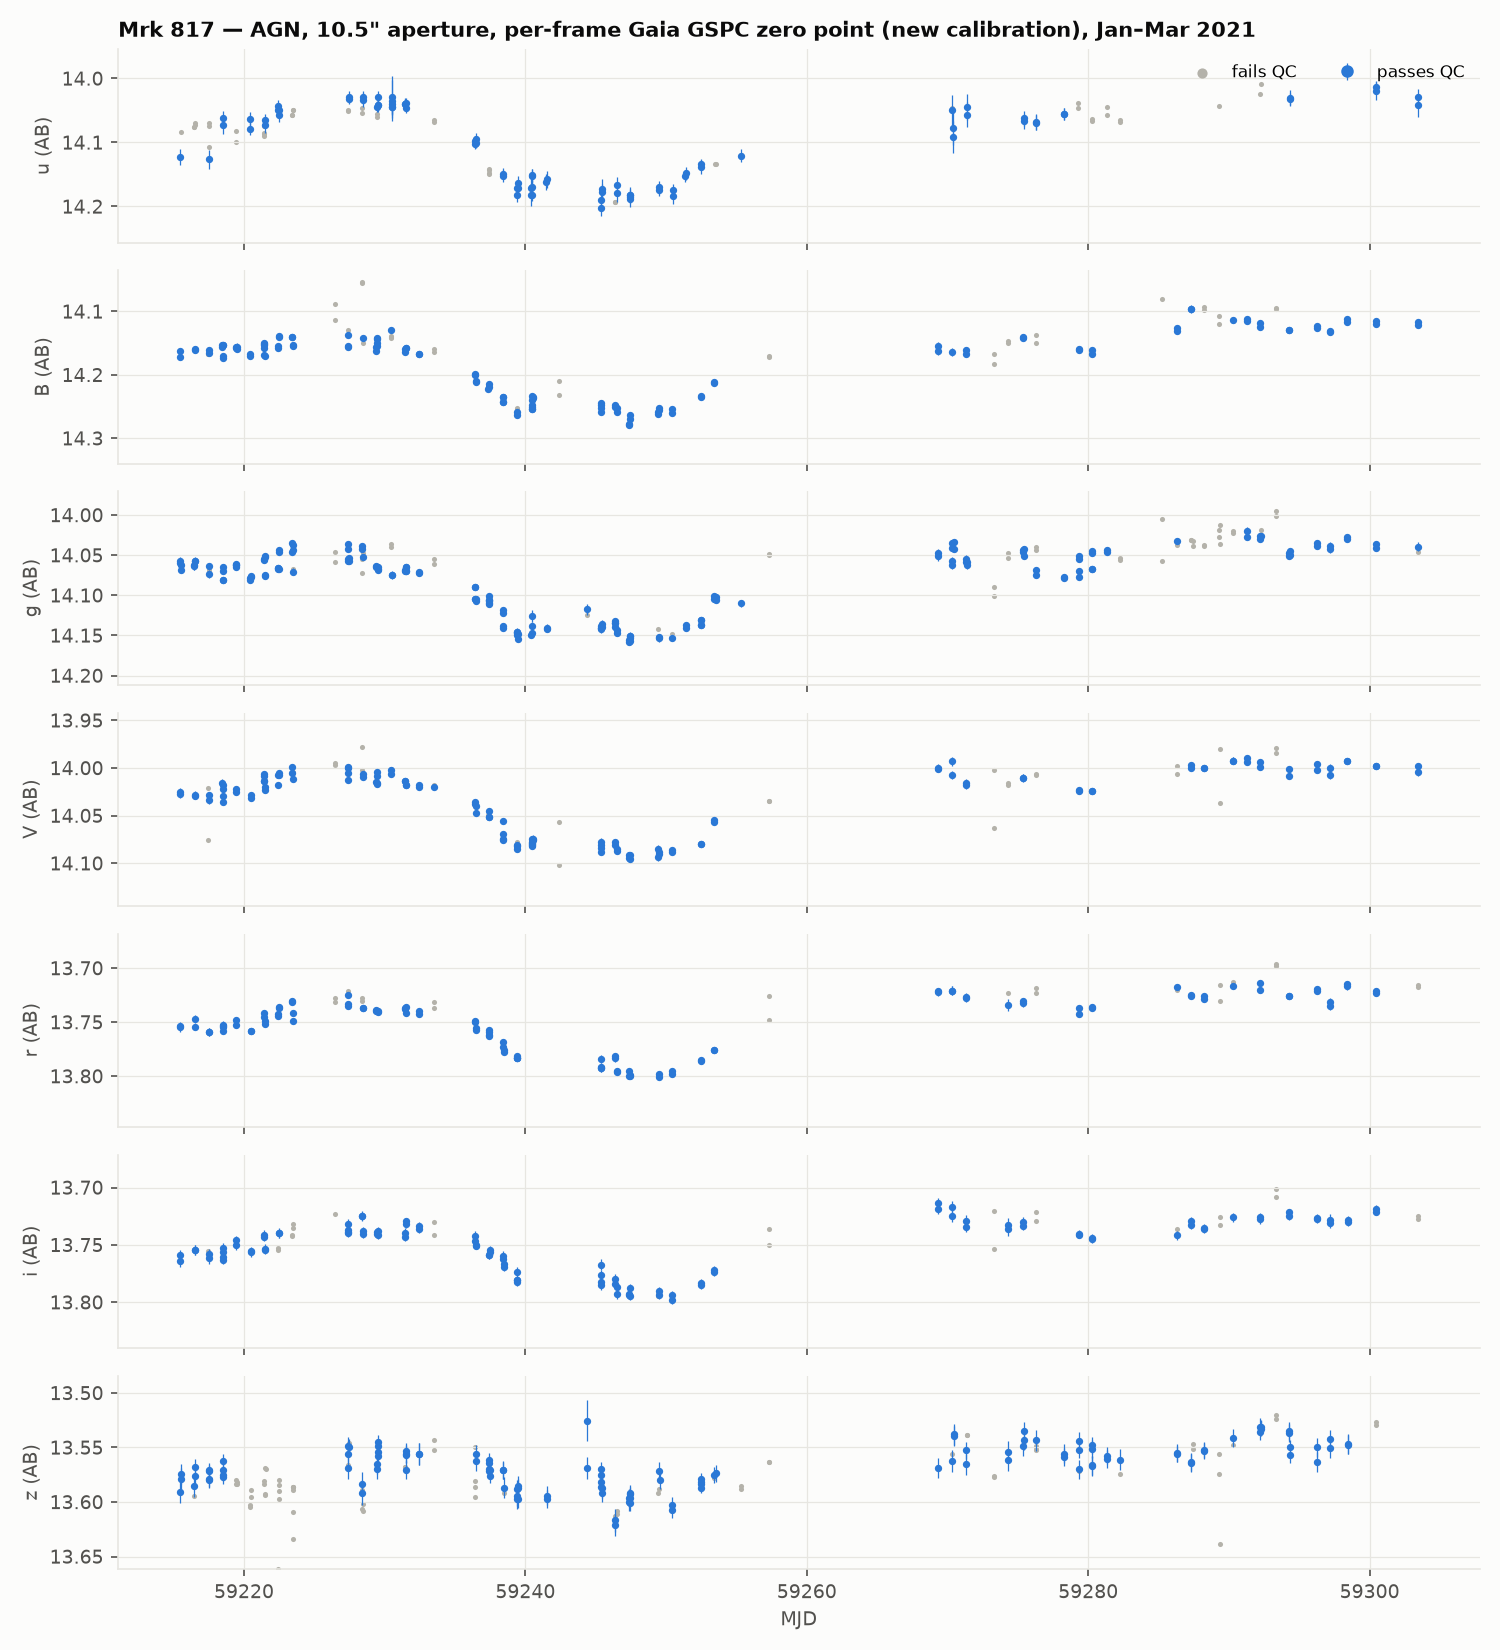 Mrk 817 — AGN, 10.5" aperture, per-frame Gaia GSPC zero point (new calibration), Jan–Mar 2021
fails QC
passes QC
14.0
14.1
14.2
u (AB)
14.1
14.2
14.3
B (AB)
14.00
14.05
14.10
14.15
14.20
g (AB)
13.95
14.00
14.05
14.10
V (AB)
13.70
13.75
13.80
r (AB)
13.70
13.75
13.80
i (AB)
13.50
13.55
13.60
13.65
z (AB)
59220 59240 59260 59280 59300
MJD